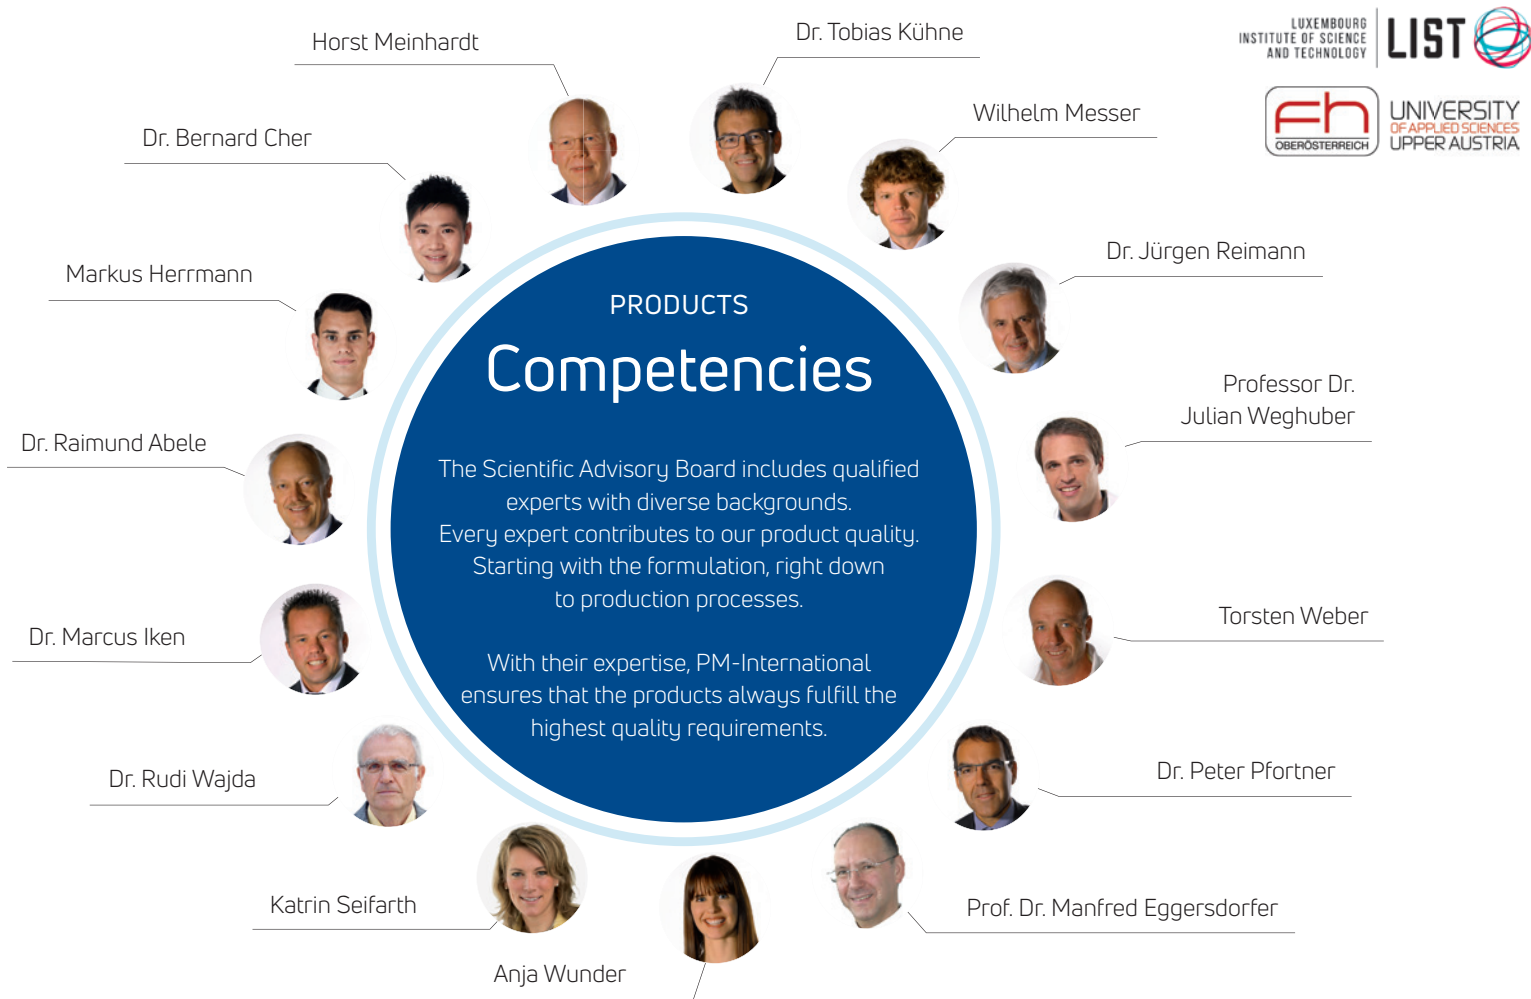 Horst Meinhardt
Dr. Tobias Kühne
LUXEMBOURG
INSTITUTE OF SCIENCE
AND TECHNOLOGY
LIST
Wilhelm Messer
UNIVERSITY
OF APPLIED SCIENCES
UPPER AUSTRIA
fh
OBERÖSTERREICH
Dr. Bernard Cher
Dr. Jürgen Reimann
Markus Herrmann
Professor Dr.
Julian Weghuber
Dr. Raimund Abele
PRODUCTS
Competencies
The Scientific Advisory Board includes qualified
experts with diverse backgrounds.
Every expert contributes to our product quality.
Starting with the formulation, right down
to production processes.
With their expertise, PM-International
ensures that the products always fulfill the
highest quality requirements.
Torsten Weber
Dr. Marcus Iken
Dr. Peter Pfortner
Dr. Rudi Wajda
Katrin Seifarth
Prof. Dr. Manfred Eggersdorfer
Anja Wunder